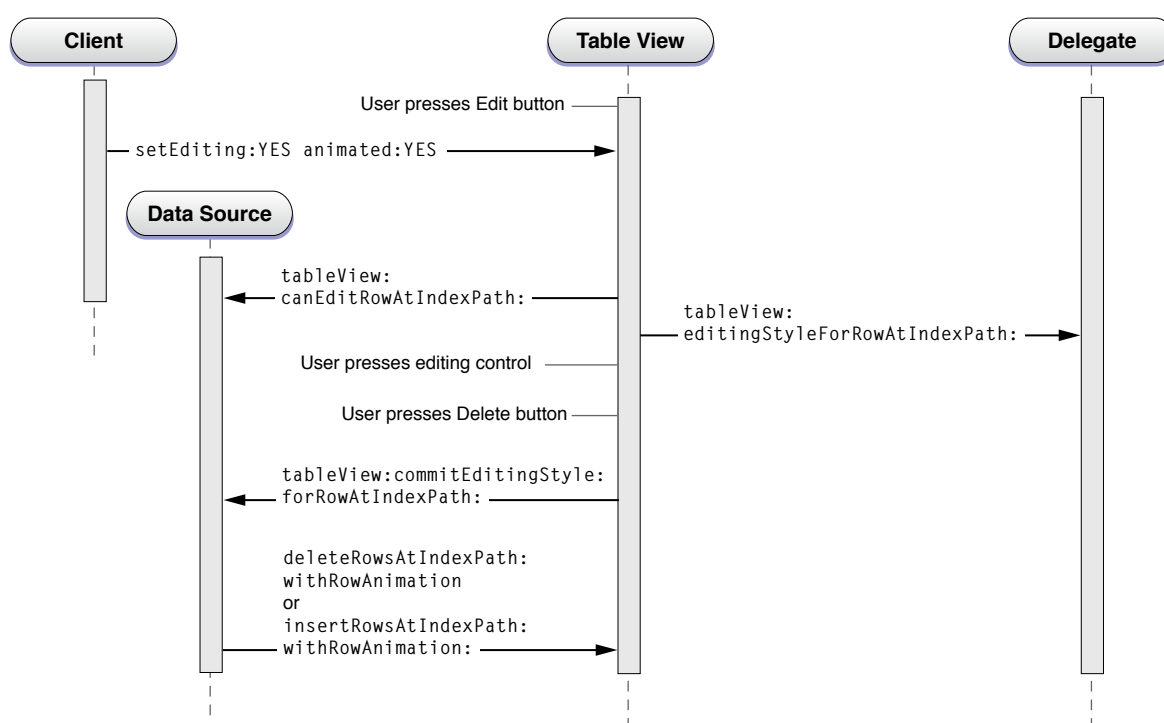 Client
Table View
Delegate
User presses Edit button
setEditing:YES animated:YES
Data Source
tableView:
canEditRowAtIndexPath:
tableView:
editingStyleForRowAtIndexPath:
User presses editing control
User presses Delete button
tableView:commitEditingStyle:
forRowAtIndexPath:
deleteRowsAtIndexPath:
withRowAnimation
or
insertRowsAtIndexPath:
withRowAnimation: